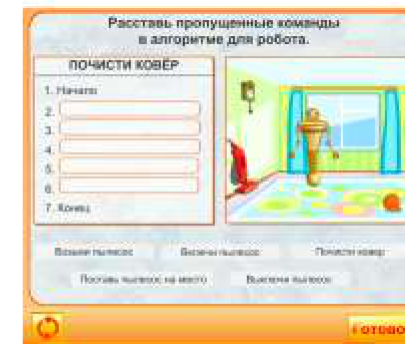 Расставь пропущенные команды
в алгоритме для робота.
ПОЧИСТИ КОВЁР
1. Начало
2.
3.
4.
5.
6.
7. Конец
Возьми пылесос
Включи пылесос
Почисти ковер
Поставь пылесос на место
Выключи пылесос
ГОТОВО